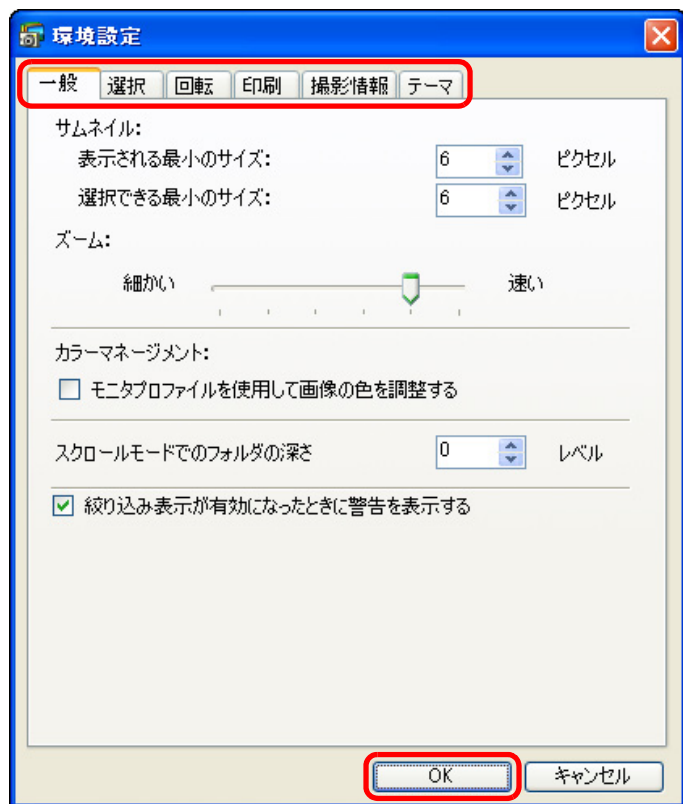 環境設定
一般 選択 回転 印刷 撮影情報 テーマ
サムネイル:
表示される最小のサイズ: 6 ピクセル
選択できる最小のサイズ: 6 ピクセル
ズーム:
細かい 速い
カラーマネージメント:
モニタプロファイルを使用して画像の色を調整する
スクロールモードでのフォルダの深さ 0 レベル
絞り込み表示が有効になったときに警告を表示する
OK キャンセル